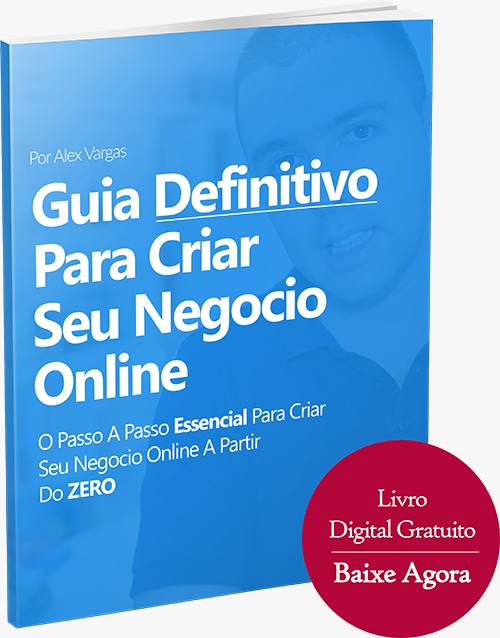 Por Alex Vargas
Guia Definitivo
Para Criar
Seu Negocio
Online
O Passo A Passo Essencial Para Criar
Seu Negocio Online A Partir
Do ZERO
Livro
Digital Gratuito
Baixe Agora